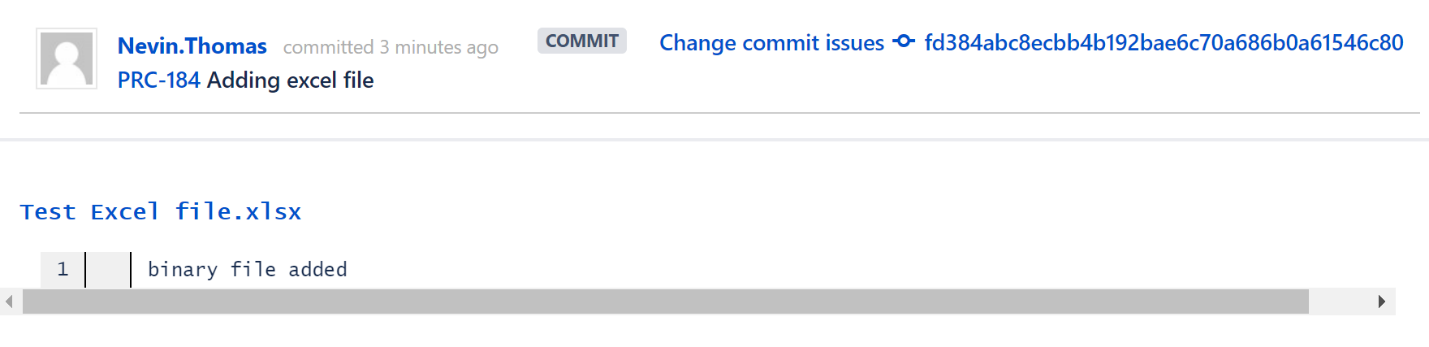 Nevin.Thomas committed 3 minutes ago COMMIT Change commit issues fd384abc8ecbb4b192bae6c70a686b0a61546c80
PRC-184 Adding excel file
Test Excel file.xlsx
1 binary file added